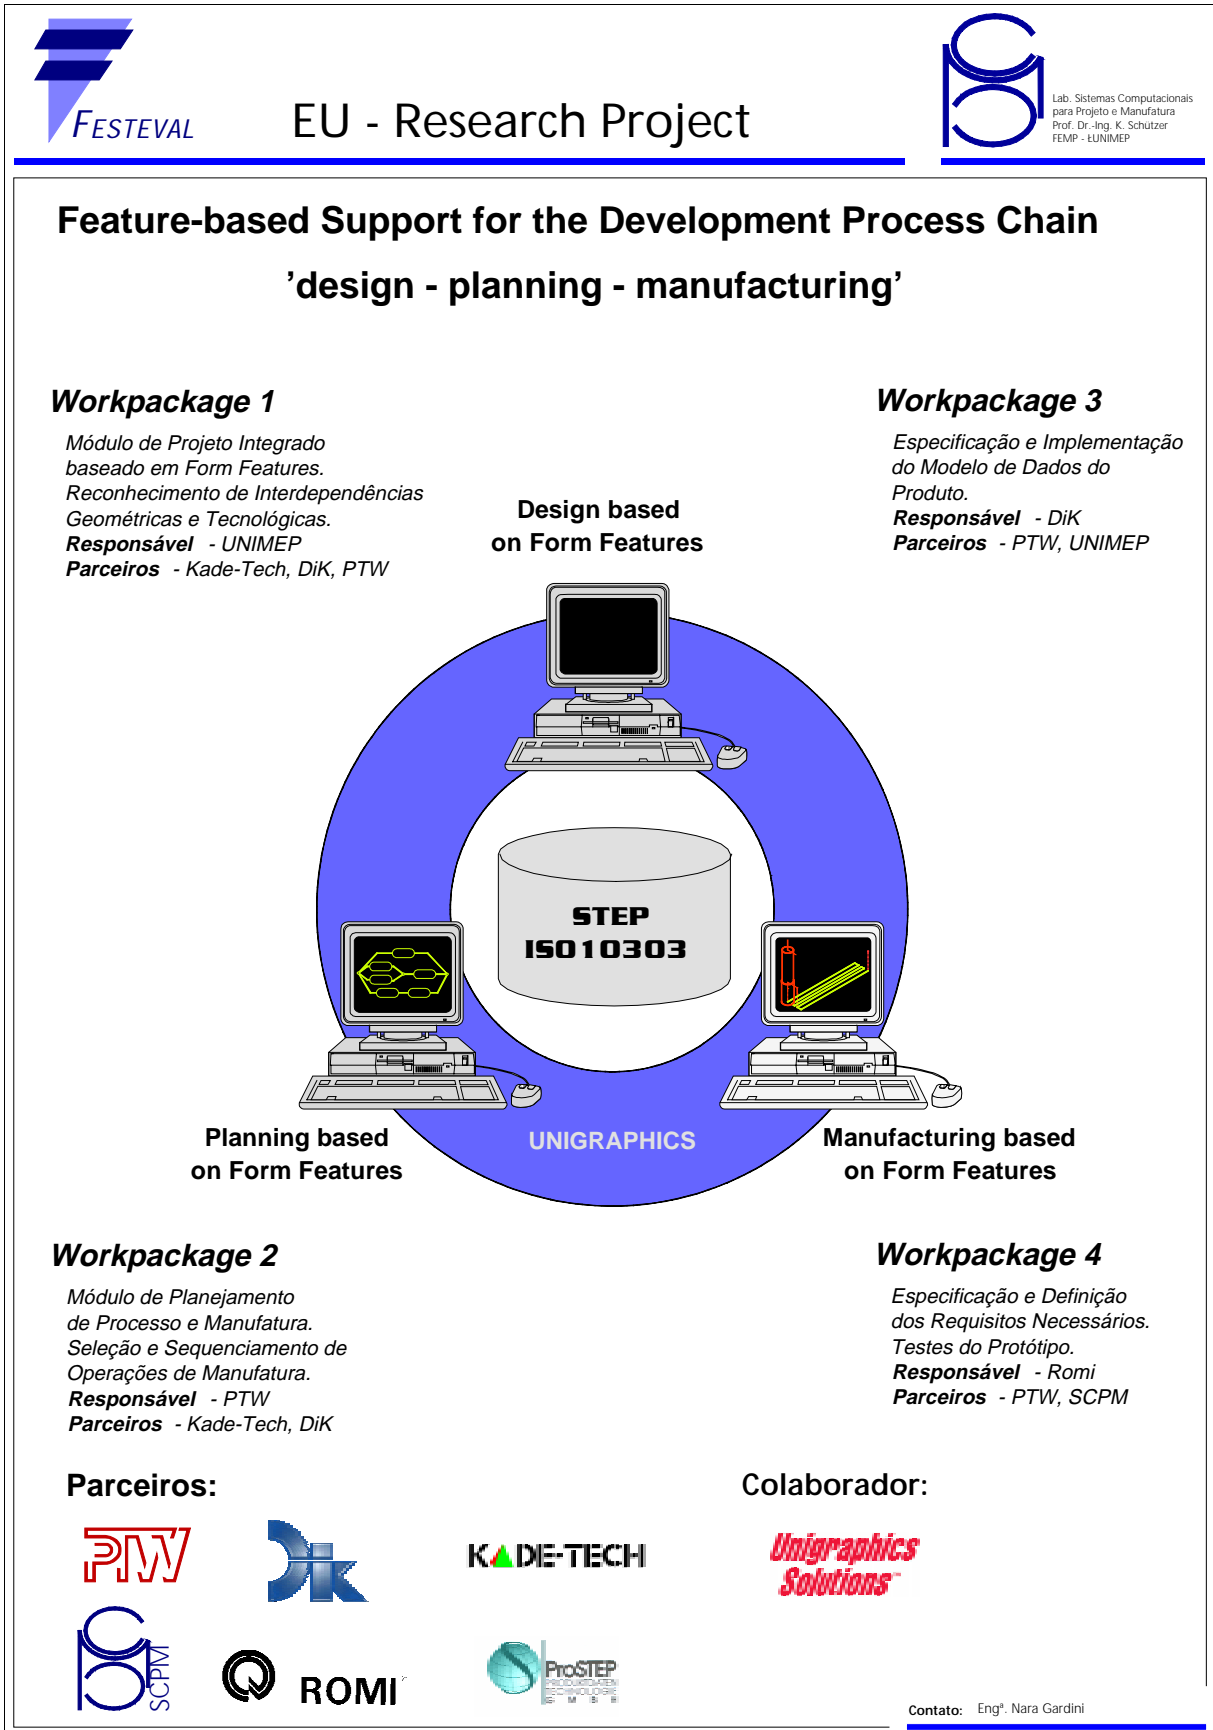 FESTEVAL
EU - Research Project
Lab. Sistemas Computacionais
para Projeto e Manufatura
Prof. Dr.-Ing. K. Schützer
FEMP - ŁUNIMEP
Feature-based Support for the Development Process Chain
’design - planning - manufacturing’
Workpackage 1
Módulo de Projeto Integrado
baseado em Form Features.
Reconhecimento de Interdependências
Geométricas e Tecnológicas.
Responsável - UNIMEP
Parceiros - Kade-Tech, DiK, PTW
Workpackage 3
Especificação e Implementação
do Modelo de Dados do
Produto.
Responsável - DiK
Parceiros - PTW, UNIMEP
Design based
on Form Features
STEP
ISO10303
Planning based
on Form Features
UNIGRAPHICS
Manufacturing based
on Form Features
Workpackage 2
Módulo de Planejamento
de Processo e Manufatura.
Seleção e Sequenciamento de
Operações de Manufatura.
Responsável - PTW
Parceiros - Kade-Tech, DiK
Workpackage 4
Especificação e Definição
dos Requisitos Necessários.
Testes do Protótipo.
Responsável - Romi
Parceiros - PTW, SCPM
Parceiros:
Colaborador:
PTW
DiK
KADE-TECH
Unigraphics
Solutions
SCPM
ROMI
PROSTEP
PRODUKTDATEN
TECHNOLOGIE
GMBH
Contato: Engª. Nara Gardini